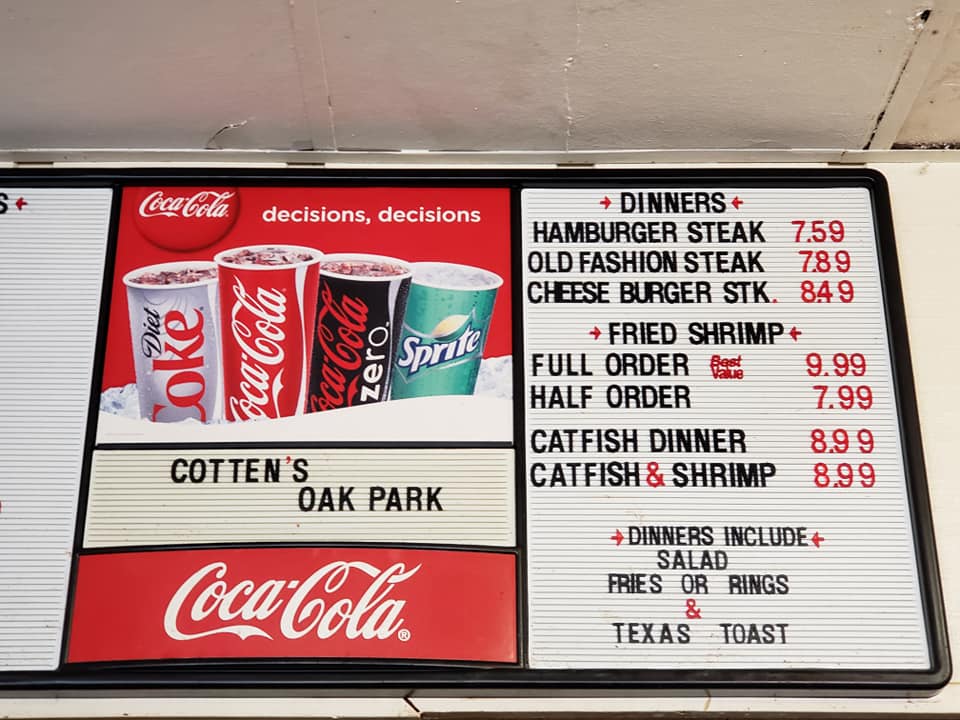 S
Coca-Cola
decisions, decisions
Diet Coke
Coca-Cola
Coca-Cola zero
Sprite
COTTEN'S
OAK PARK
Coca-Cola®
DINNERS
HAMBURGER STEAK 7.59
OLD FASHION STEAK 7.89
CHEESE BURGER STK. 849
FRIED SHRIMP
FULL ORDER Best Value 9.99
HALF ORDER 7.99
CATFISH DINNER 8.99
CATFISH & SHRIMP 8.99
DINNERS INCLUDE
SALAD
FRIES OR RINGS
&
TEXAS TOAST